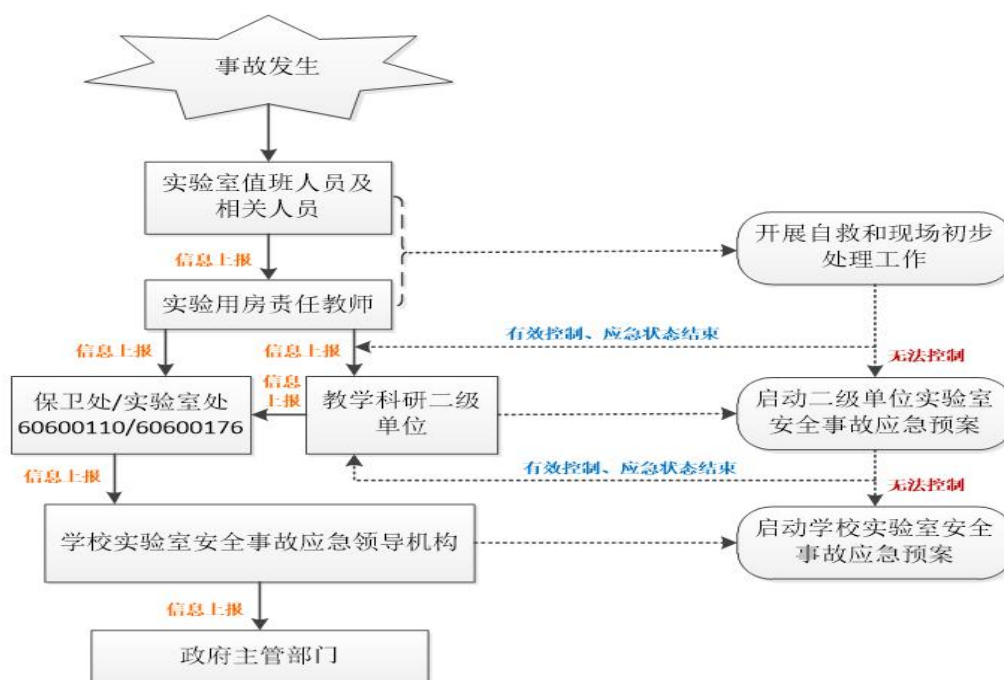 事故发生
实验室值班人员及
相关人员
信息上报
开展自救和现场初步
处理工作
实验用房责任教师
有效控制、应急状态结束
信息上报
信息上报
无法控制
信息
上报
保卫处/实验室处
60600110/60600176
教学科研二级
单位
启动二级单位实验室
安全事故应急预案
有效控制、应急状态结束
信息上报
无法控制
学校实验室安全事故应急领导机构
启动学校实验室安全
事故应急预案
信息上报
政府主管部门